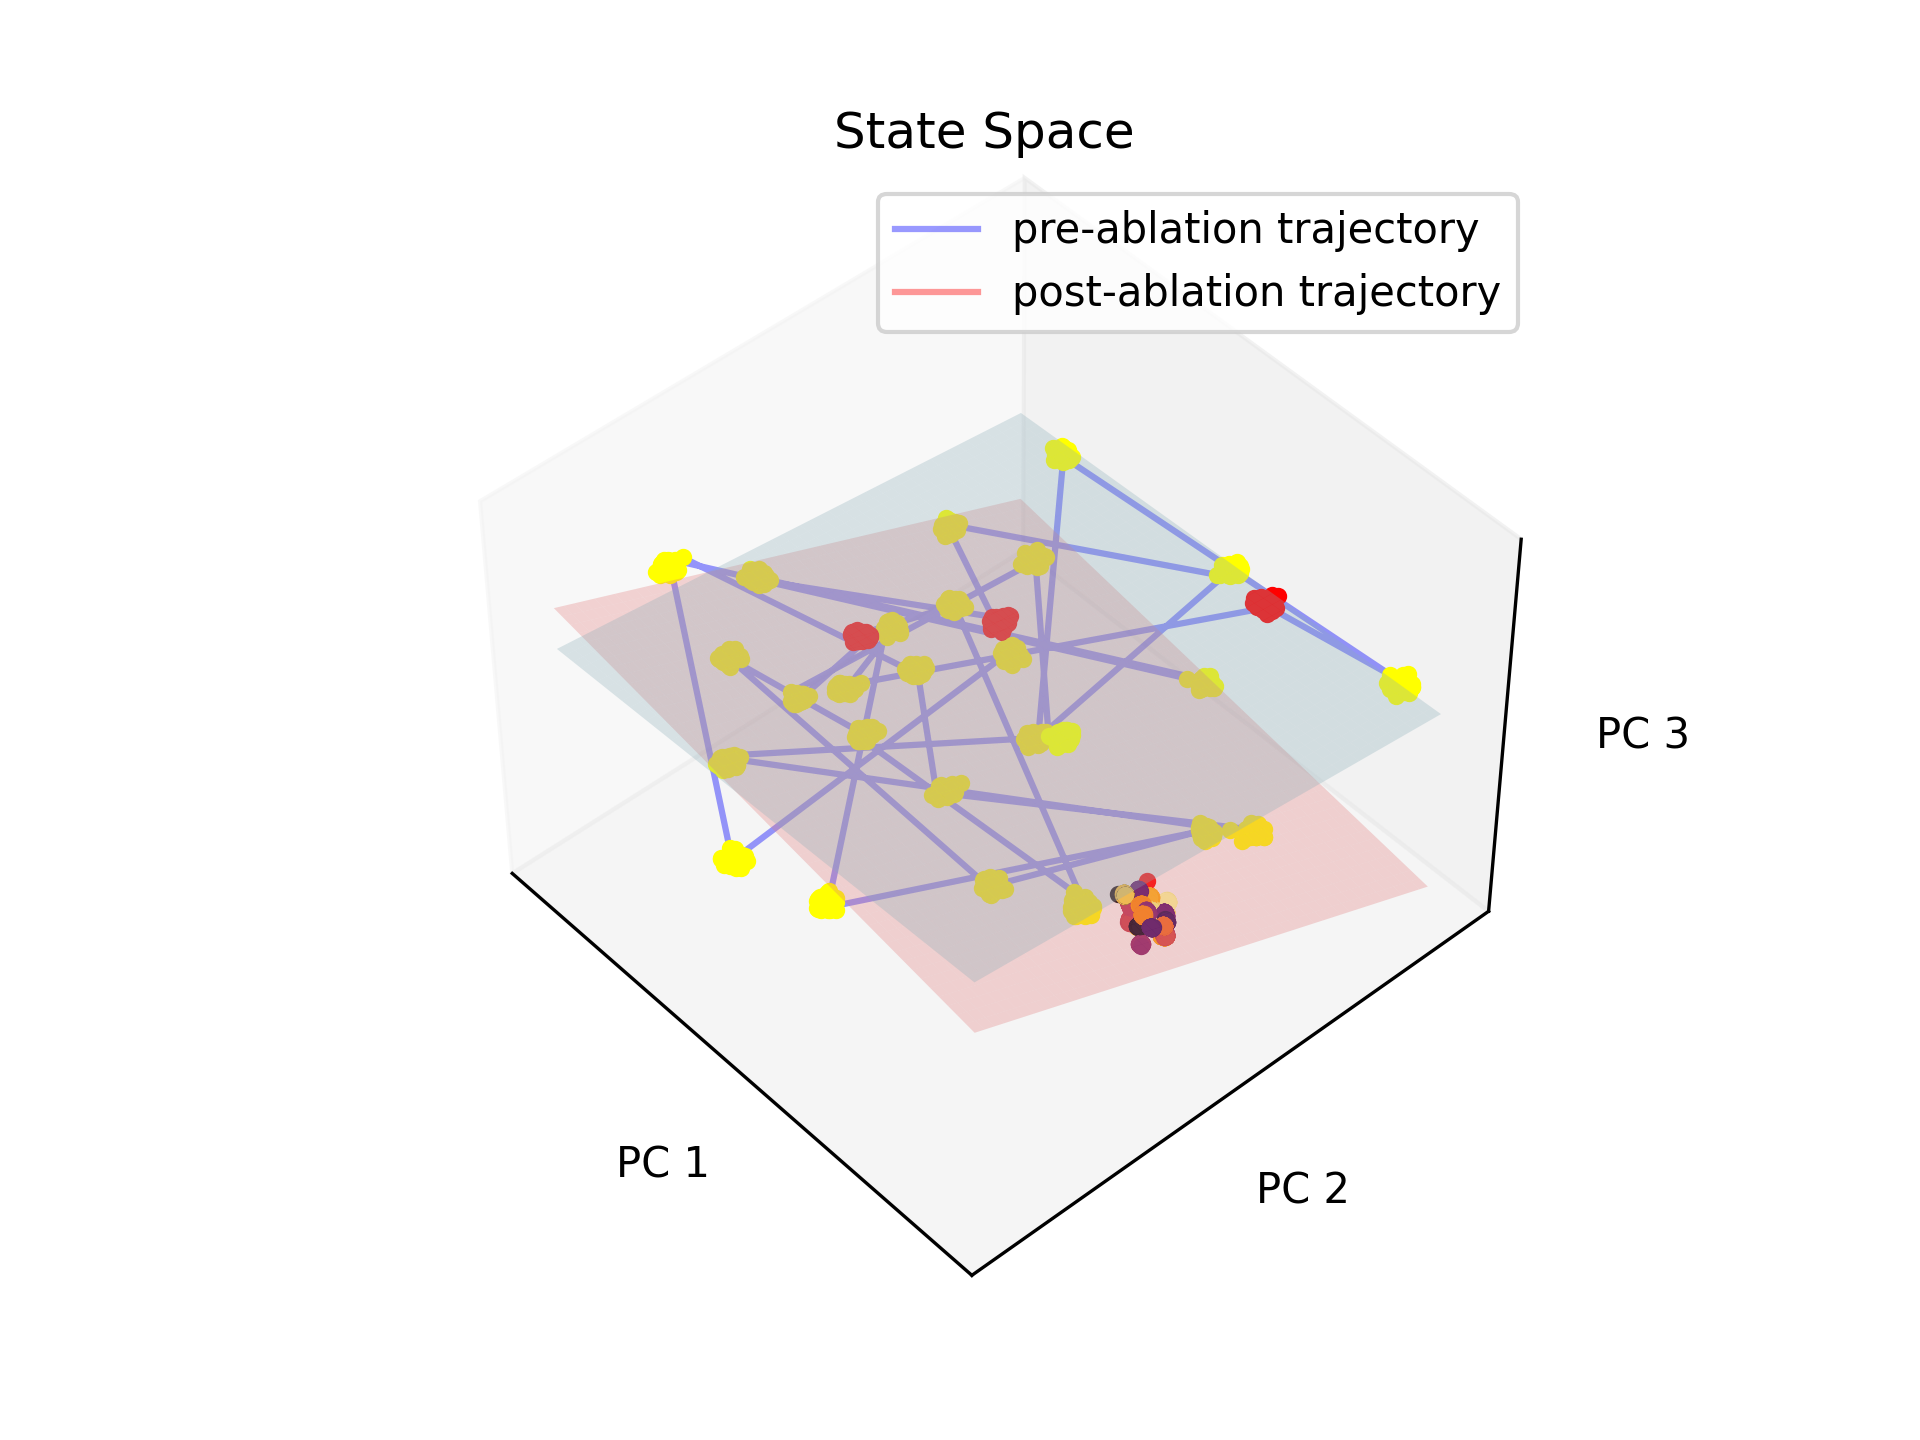 State Space
pre-ablation trajectory
post-ablation trajectory
PC 3
PC 1
PC 2